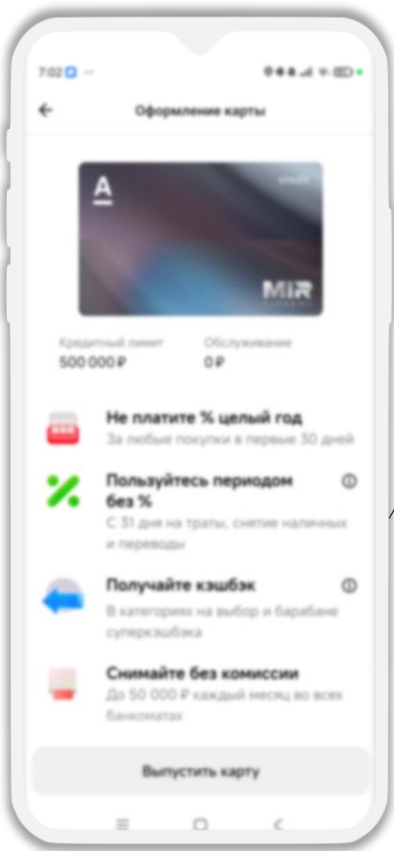 7:02
Оформление карты
A
credit
MIR
Кредитный лимит Обслуживание
500 000 ₽ 0 ₽
Не платите % целый год
За любые покупки в первые 30 дней
Пользуйтесь периодом
без %
С 31 дня на траты, снятие наличных
и переводы
Получайте кэшбэк
В категориях на выбор и барабане
суперкэшбэка
Снимайте без комиссии
До 50 000 ₽ каждый месяц во всех
банкоматах
Выпустить карту